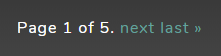 Page 1 of 5. next last »